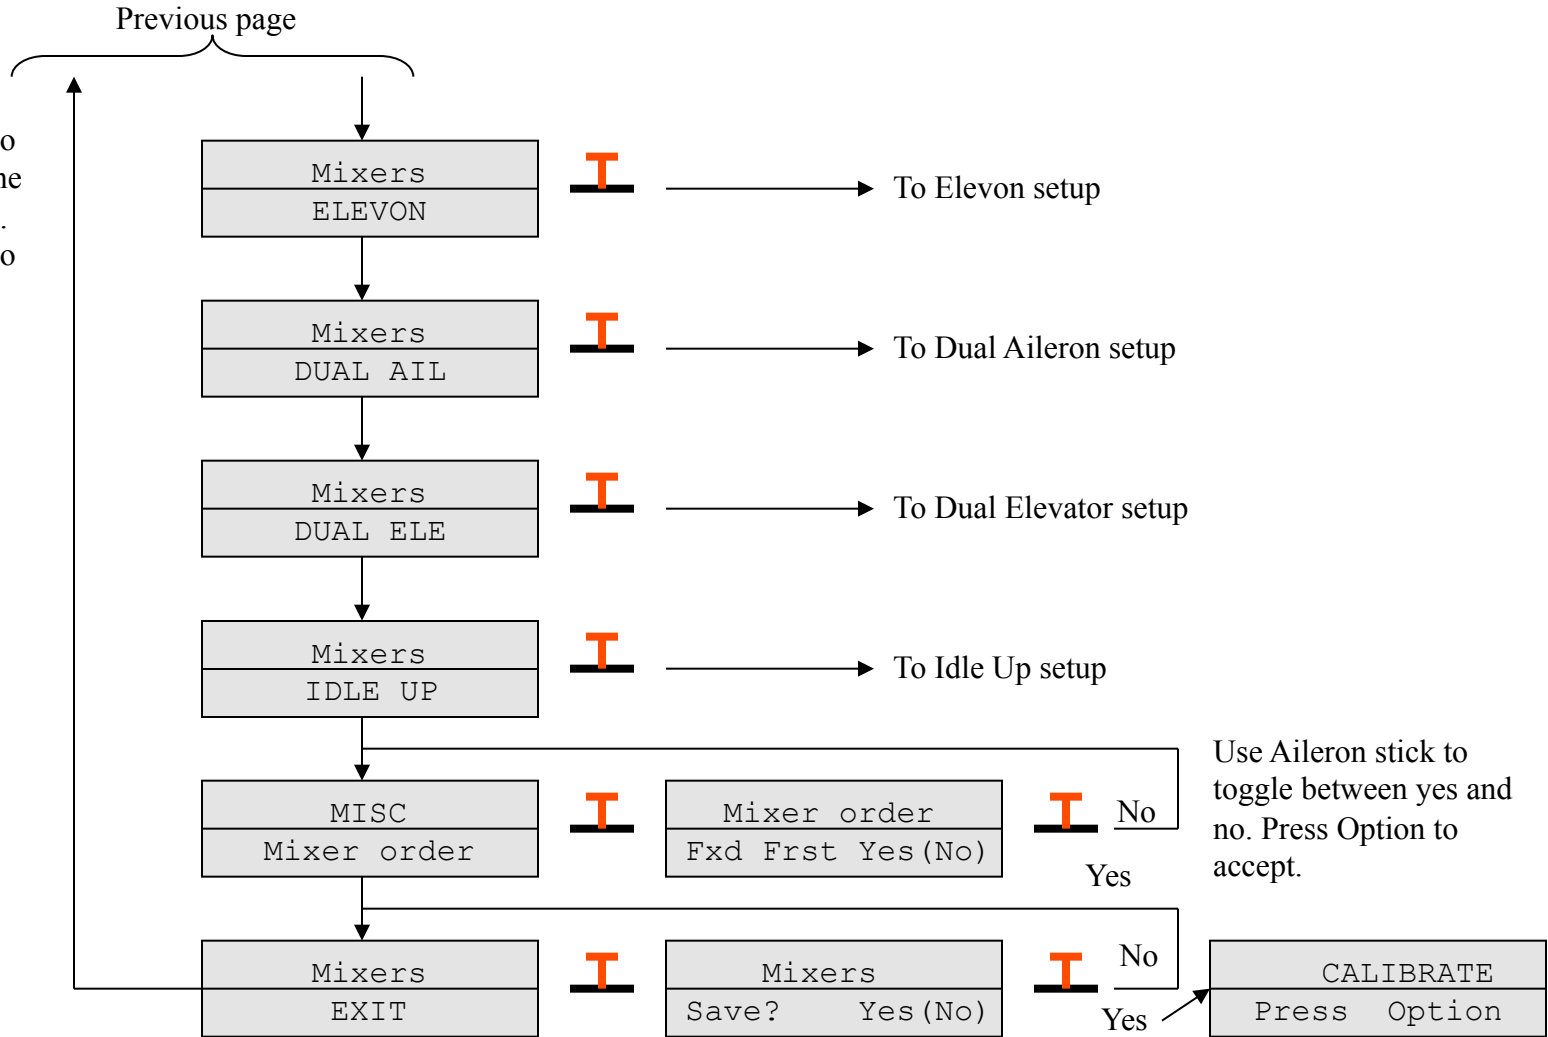 Previous page
o
ne
.
o
Mixers
ELEVON
To Elevon setup
Mixers
DUAL AIL
To Dual Aileron setup
Mixers
DUAL ELE
To Dual Elevator setup
Mixers
IDLE UP
To Idle Up setup
MISC
Mixer order
Mixer order
Fxd Frst Yes(No)
No
Yes
Use Aileron stick to
toggle between yes and
no. Press Option to
accept.
Mixers
EXIT
Mixers
Save? Yes(No)
No
Yes
CALIBRATE
Press Option